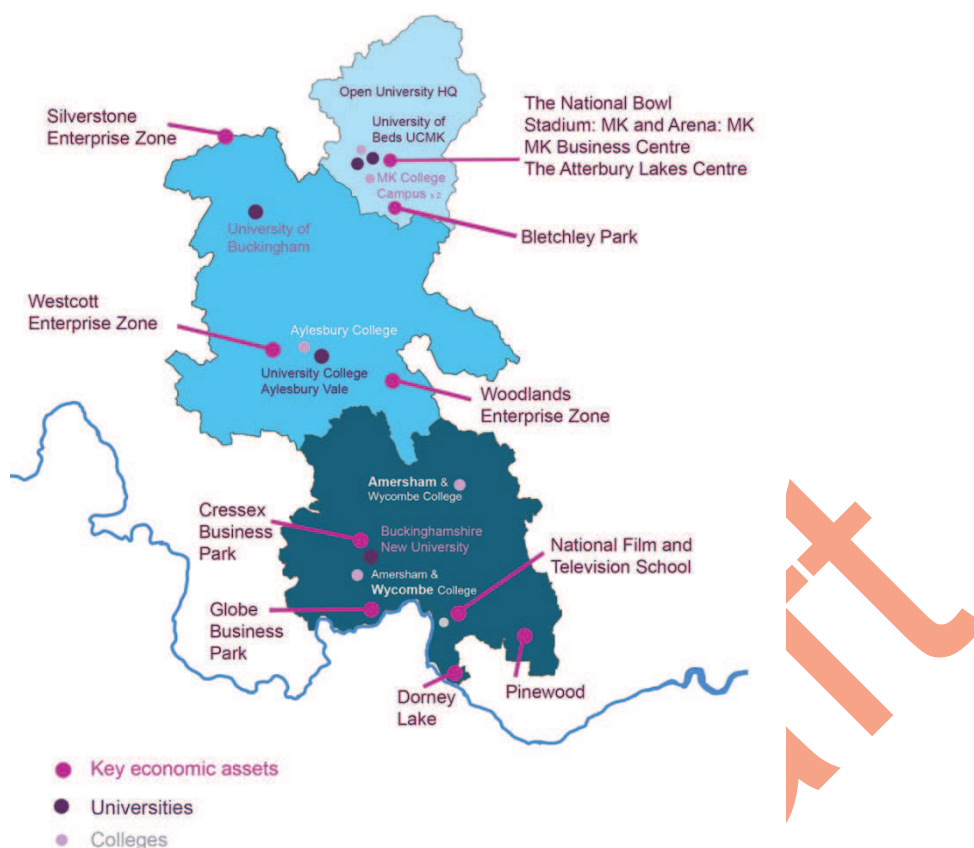 Open University HQ
Silverstone
Enterprise Zone
University of
Beds UCMK
The National Bowl
Stadium: MK and Arena: MK
MK Business Centre
The Atterbury Lakes Centre
MK College
Campus x 2
Bletchley Park
University of
Buckingham
Westcott
Enterprise Zone
Aylesbury College
University College
Aylesbury Vale
Woodlands
Enterprise Zone
Amersham &
Wycombe College
Cressex
Business
Park
Buckinghamshire
New University
National Film and
Television School
Amersham &
Wycombe College
Globe
Business
Park
Dorney
Lake
Pinewood
Key economic assets
Universities
Colleges